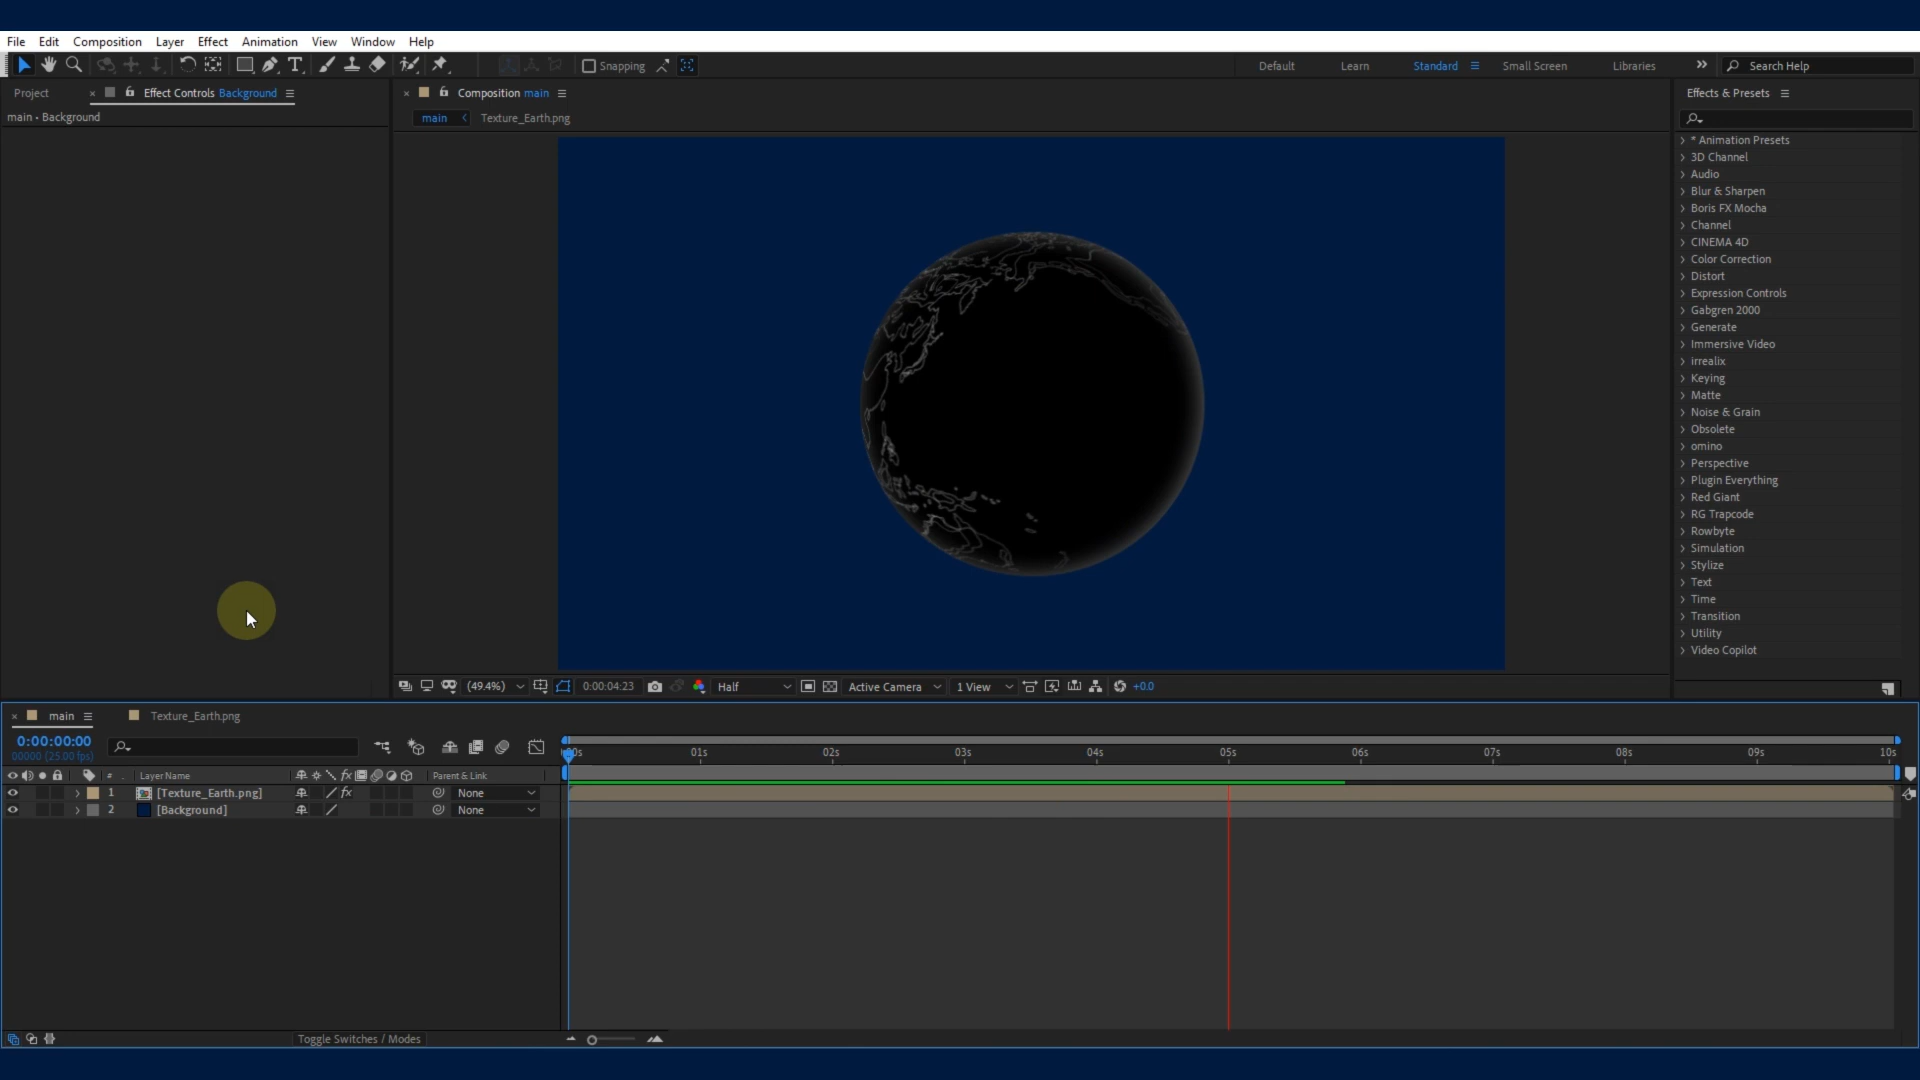 File Edit Composition Layer Effect Animation View Window Help
Snapping Default Learn Standard Small Screen Libraries Search Help
Project Effect Controls Background Composition main Effects & Presets
main • Background
main Texture_Earth.png
* Animation Presets
3D Channel
Audio
Blur & Sharpen
Boris FX Mocha
Channel
CINEMA 4D
Color Correction
Distort
Expression Controls
Gabgren 2000
Generate
Immersive Video
irrealix
Keying
Matte
Noise & Grain
Obsolete
omino
Perspective
Plugin Everything
Red Giant
RG Trapcode
Rowbyte
Simulation
Stylize
Text
Time
Transition
Utility
Video Copilot
(49.4%) 0:00:04:23 Half Active Camera 1 View +0.0
main Texture_Earth.png
0:00:00:00
00000 (25.00 fps)
00s 01s 02s 03s 04s 05s 06s 07s 08s 09s 10s
# Layer Name fx Parent & Link
1 [Texture_Earth.png] fx None
2 [Background] None
Toggle Switches / Modes